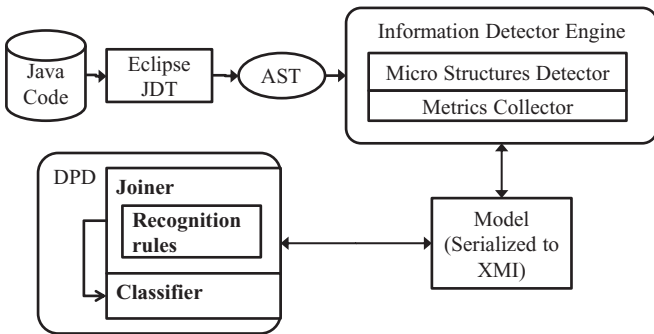 Java
Code
Eclipse
JDT
AST
Information Detector Engine
Micro Structures Detector
Metrics Collector
DPD
Joiner
Recognition
rules
Classifier
Model
(Serialized to
XMI)